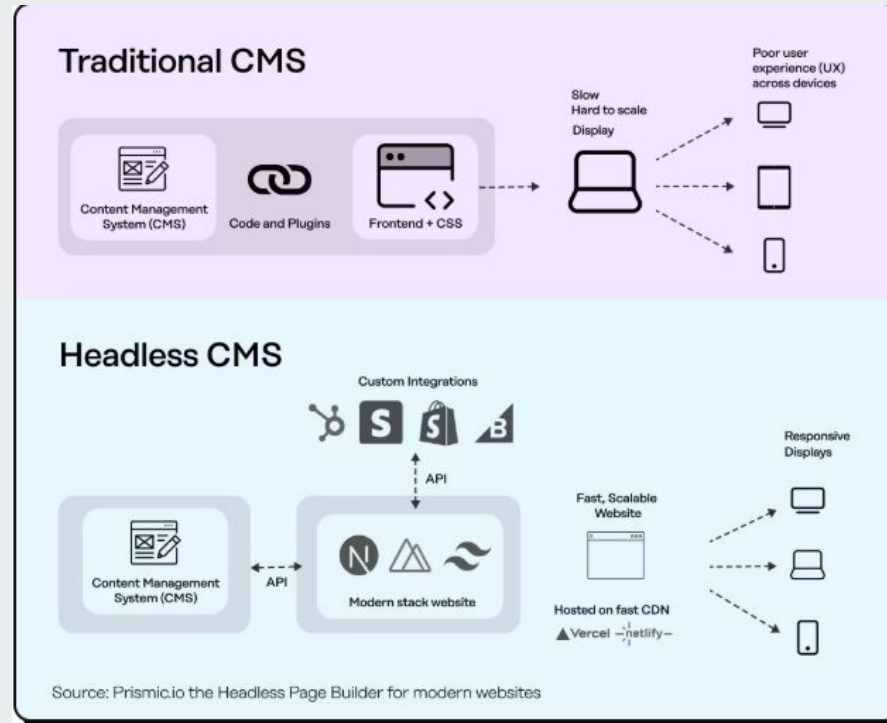 Traditional CMS
Poor user
experience (UX)
across devices
Slow
Hard to scale
Display
Content Management
System (CMS)
Code and Plugins
Frontend + CSS
Headless CMS
Custom Integrations
API
Responsive
Displays
Fast, Scalable
Website
Content Management
System (CMS)
API
Modern stack website
Hosted on fast CDN
Vercel netlify
Source: Prismic.io the Headless Page Builder for modern websites